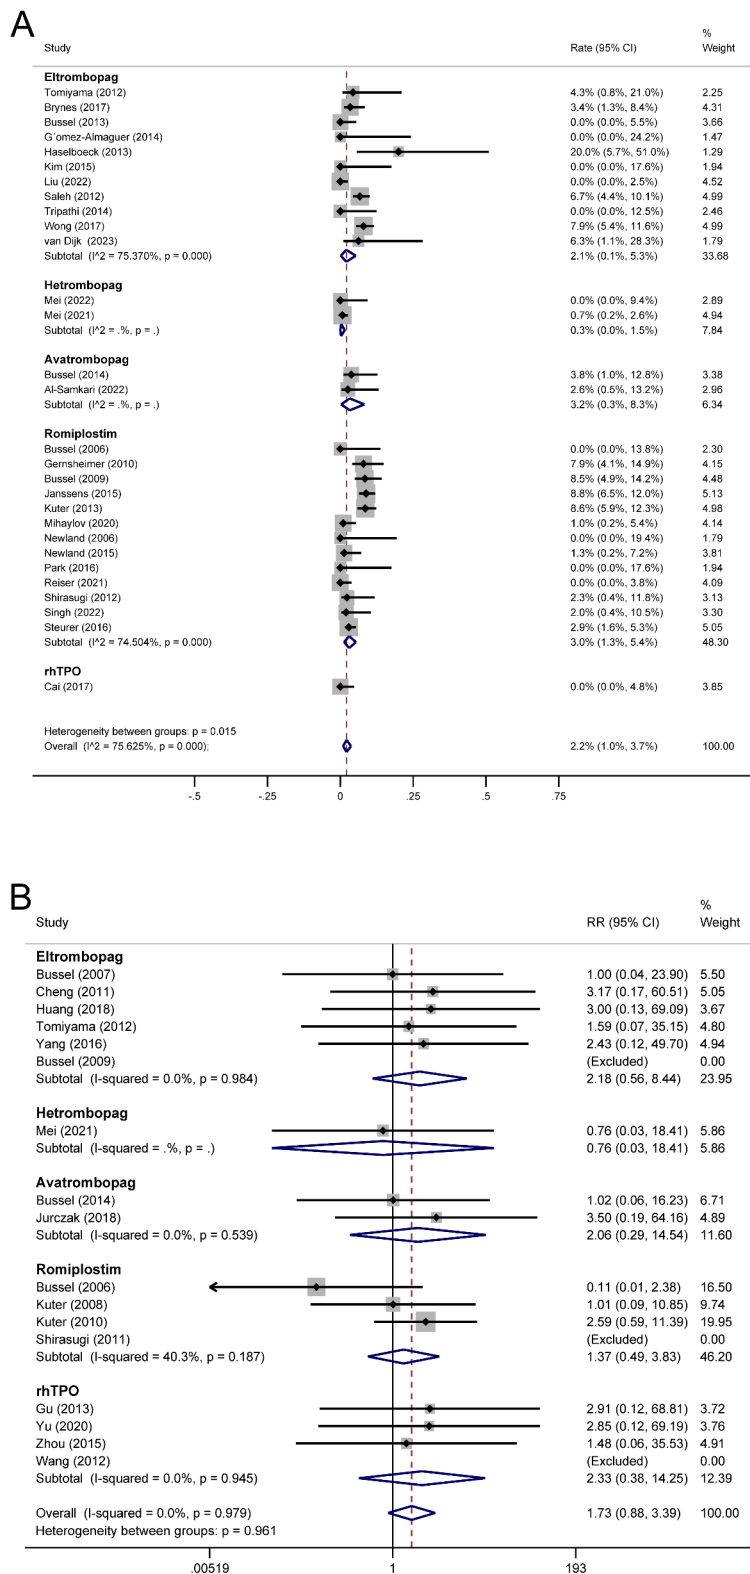 A
%
Study Rate (95% CI) Weight
Eltrombopag
Tomiyama (2012) 4.3% (0.8%, 21.0%) 2.25
Brynes (2017) 3.4% (1.3%, 8.4%) 4.31
Bussel (2013) 0.0% (0.0%, 5.5%) 3.66
G´omez-Almaguer (2014) 0.0% (0.0%, 24.2%) 1.47
Haselboeck (2013) 20.0% (5.7%, 51.0%) 1.29
Kim (2015) 0.0% (0.0%, 17.6%) 1.94
Liu (2022) 0.0% (0.0%, 2.5%) 4.52
Saleh (2012) 6.7% (4.4%, 10.1%) 4.99
Tripathi (2014) 0.0% (0.0%, 12.5%) 2.46
Wong (2017) 7.9% (5.4%, 11.6%) 4.99
van Dijk (2023) 6.3% (1.1%, 28.3%) 1.79
Subtotal (I^2 = 75.370%, p = 0.000) 2.1% (0.1%, 5.3%) 33.68
Hetrombopag
Mei (2022) 0.0% (0.0%, 9.4%) 2.89
Mei (2021) 0.7% (0.2%, 2.6%) 4.94
Subtotal (I^2 = .%, p = .) 0.3% (0.0%, 1.5%) 7.84
Avatrombopag
Bussel (2014) 3.8% (1.0%, 12.8%) 3.38
Al-Samkari (2022) 2.6% (0.5%, 13.2%) 2.96
Subtotal (I^2 = .%, p = .) 3.2% (0.3%, 8.3%) 6.34
Romiplostim
Bussel (2006) 0.0% (0.0%, 13.8%) 2.30
Gernsheimer (2010) 7.9% (4.1%, 14.9%) 4.15
Bussel (2009) 8.5% (4.9%, 14.2%) 4.48
Janssens (2015) 8.8% (6.5%, 12.0%) 5.13
Kuter (2013) 8.6% (5.9%, 12.3%) 4.98
Mihaylov (2020) 1.0% (0.2%, 5.4%) 4.14
Newland (2006) 0.0% (0.0%, 19.4%) 1.79
Newland (2015) 1.3% (0.2%, 7.2%) 3.81
Park (2016) 0.0% (0.0%, 17.6%) 1.94
Reiser (2021) 0.0% (0.0%, 3.8%) 4.09
Shirasugi (2012) 2.3% (0.4%, 11.8%) 3.13
Singh (2022) 2.0% (0.4%, 10.5%) 3.30
Steurer (2016) 2.9% (1.6%, 5.3%) 5.05
Subtotal (I^2 = 74.504%, p = 0.000) 3.0% (1.3%, 5.4%) 48.30
rhTPO
Cai (2017) 0.0% (0.0%, 4.8%) 3.85
Heterogeneity between groups: p = 0.015
Overall (I^2 = 75.625%, p = 0.000); 2.2% (1.0%, 3.7%) 100.00
-.5 -.25 0 .25 .5 .75
B
%
Study RR (95% CI) Weight
Eltrombopag
Bussel (2007) 1.00 (0.04, 23.90) 5.50
Cheng (2011) 3.17 (0.17, 60.51) 5.05
Huang (2018) 3.00 (0.13, 69.09) 3.67
Tomiyama (2012) 1.59 (0.07, 35.15) 4.80
Yang (2016) 2.43 (0.12, 49.70) 4.94
Bussel (2009) (Excluded) 0.00
Subtotal (I-squared = 0.0%, p = 0.984) 2.18 (0.56, 8.44) 23.95
Hetrombopag
Mei (2021) 0.76 (0.03, 18.41) 5.86
Subtotal (I-squared = .%, p = .) 0.76 (0.03, 18.41) 5.86
Avatrombopag
Bussel (2014) 1.02 (0.06, 16.23) 6.71
Jurczak (2018) 3.50 (0.19, 64.16) 4.89
Subtotal (I-squared = 0.0%, p = 0.539) 2.06 (0.29, 14.54) 11.60
Romiplostim
Bussel (2006) 0.11 (0.01, 2.38) 16.50
Kuter (2008) 1.01 (0.09, 10.85) 9.74
Kuter (2010) 2.59 (0.59, 11.39) 19.95
Shirasugi (2011) (Excluded) 0.00
Subtotal (I-squared = 40.3%, p = 0.187) 1.37 (0.49, 3.83) 46.20
rhTPO
Gu (2013) 2.91 (0.12, 68.81) 3.72
Yu (2020) 2.85 (0.12, 69.19) 3.76
Zhou (2015) 1.48 (0.06, 35.53) 4.91
Wang (2012) (Excluded) 0.00
Subtotal (I-squared = 0.0%, p = 0.945) 2.33 (0.38, 14.25) 12.39
Overall (I-squared = 0.0%, p = 0.979) 1.73 (0.88, 3.39) 100.00
Heterogeneity between groups: p = 0.961
.00519 1 193